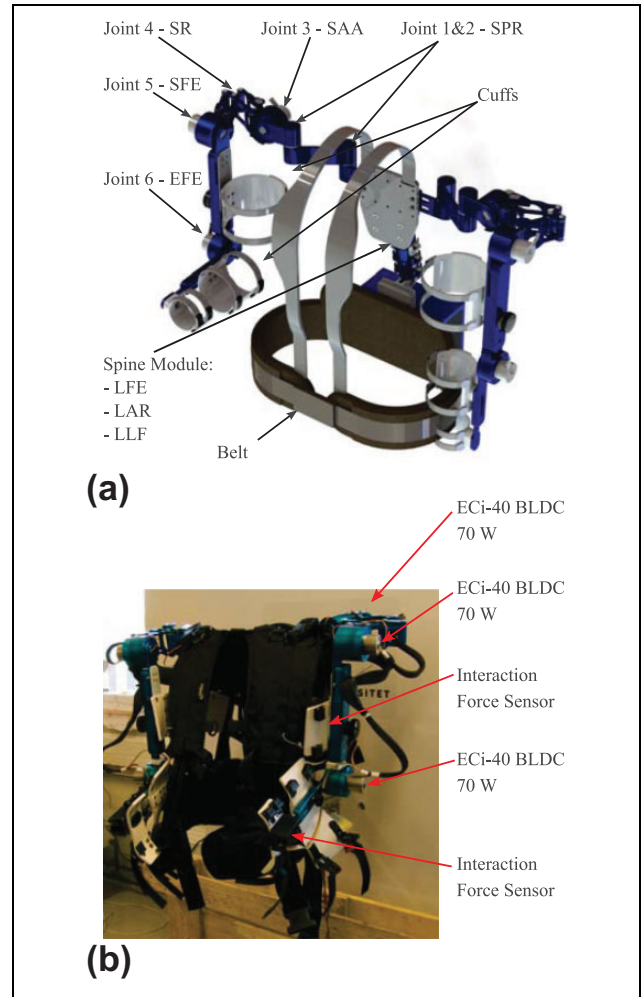 Joint 4 - SR
Joint 3 - SAA
Joint 1&2 - SPR
Joint 5 - SFE
Cuffs
Joint 6 - EFE
Spine Module:
- LFE
- LAR
- LLF
Belt
(a)
ECi-40 BLDC
70 W
ECi-40 BLDC
70 W
Interaction
Force Sensor
SITET
ECi-40 BLDC
70 W
Interaction
Force Sensor
(b)